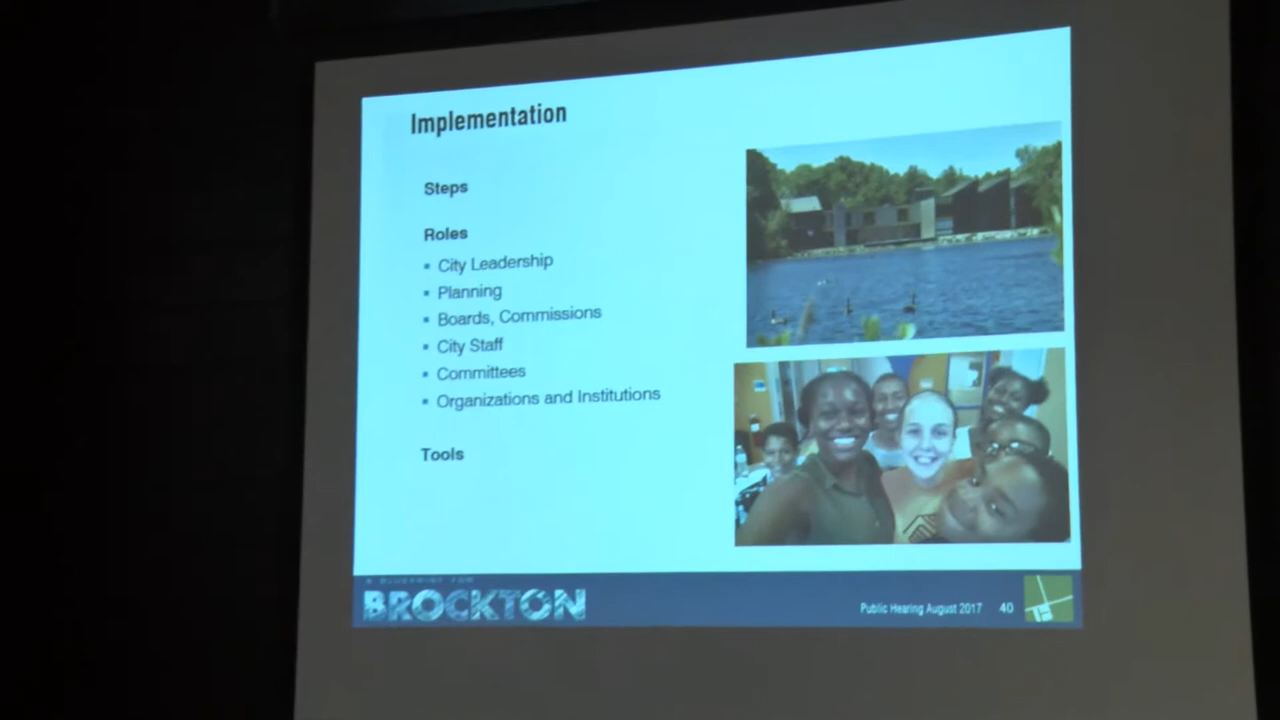 Implementation
Steps
Roles
▪ City Leadership
▪ Planning
▪ Boards, Commissions
▪ City Staff
▪ Committees
▪ Organizations and Institutions
Tools
A BLUEPRINT FOR
BROCKTON
Public Hearing August 2017 40